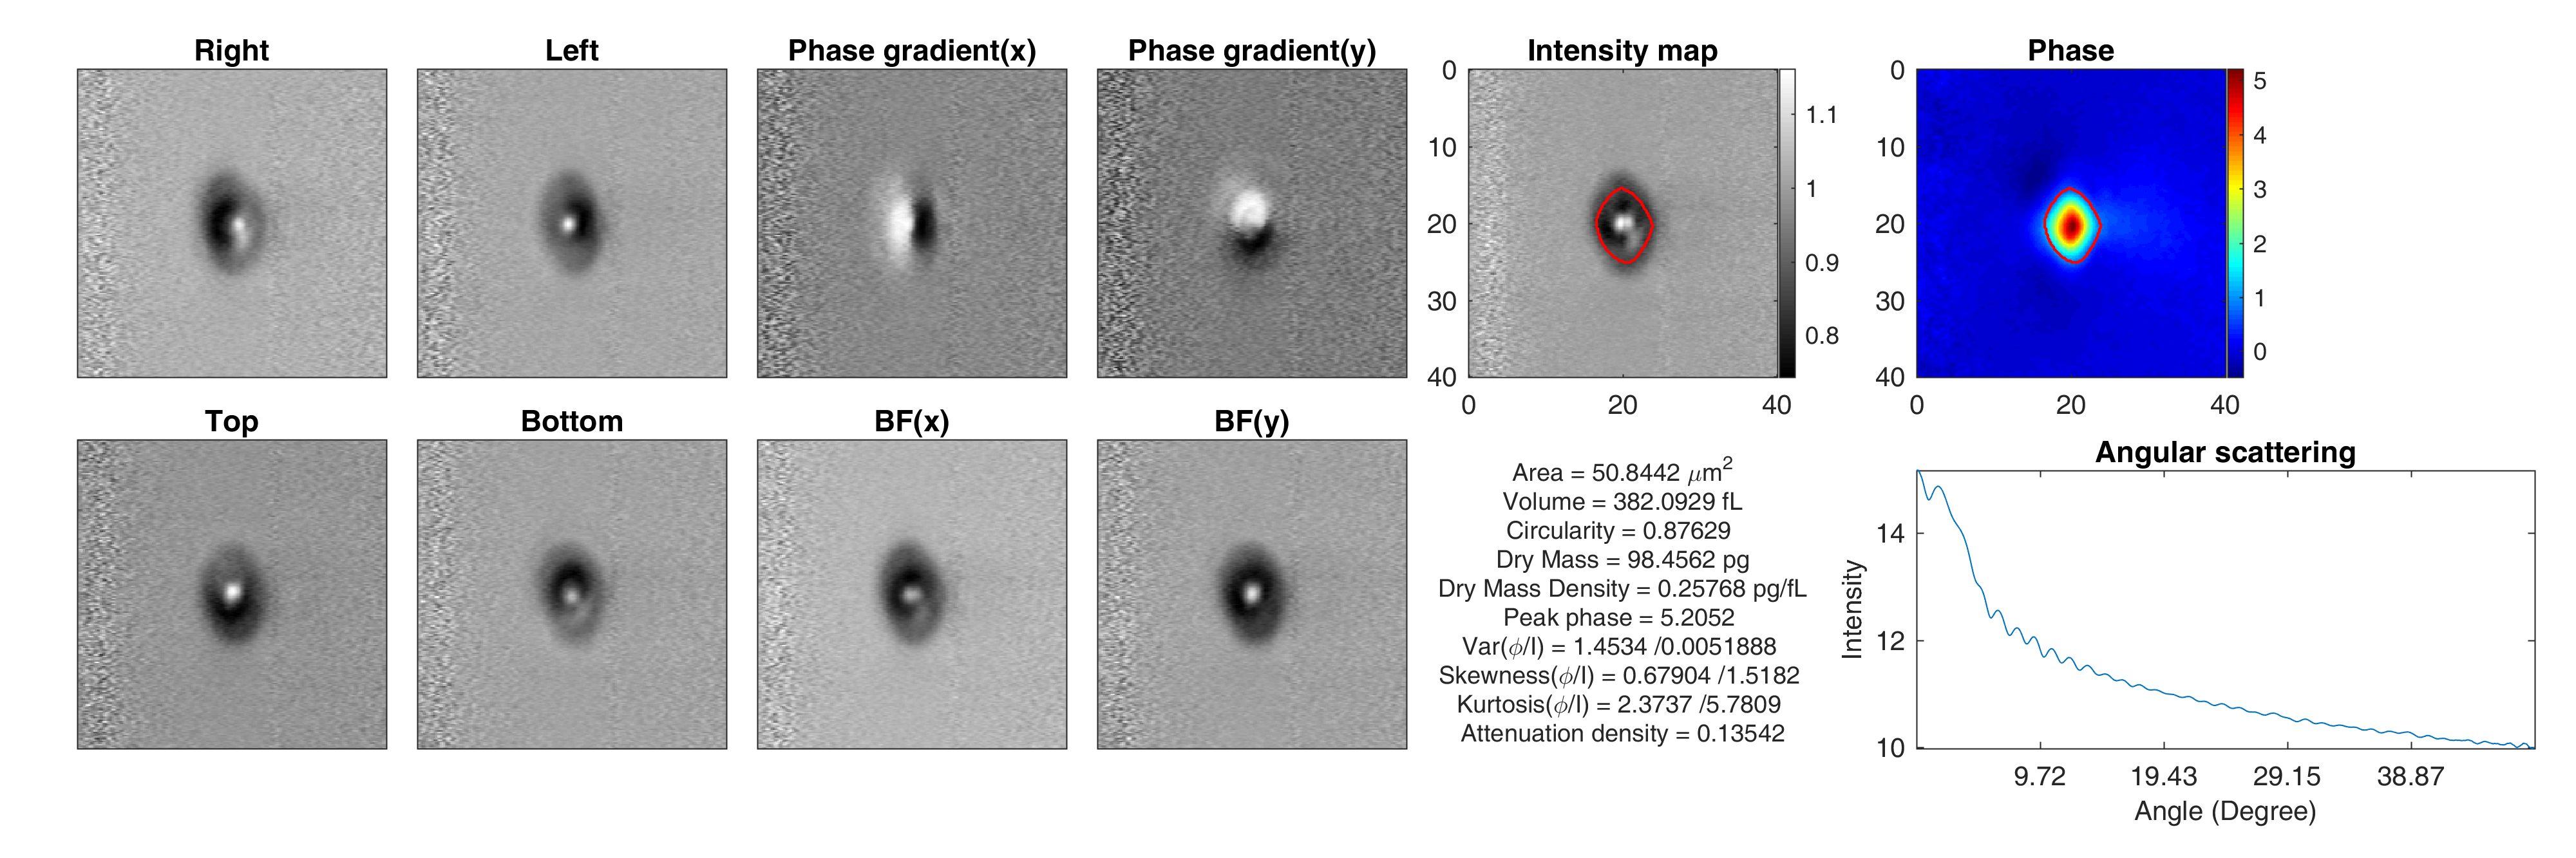 Right
Left
Phase gradient(x)
Phase gradient(y)
Intensity map
0
10
20
30
40
0
20
40
1.1
1
0.9
0.8
Phase
0
10
20
30
40
0
20
40
5
4
3
2
1
0
Top
Bottom
BF(x)
BF(y)
Area = 50.8442 μm²
Volume = 382.0929 fL
Circularity = 0.87629
Dry Mass = 98.4562 pg
Dry Mass Density = 0.25768 pg/fL
Peak phase = 5.2052
Var(ϕ/I) = 1.4534 /0.0051888
Skewness(ϕ/I) = 0.67904 /1.5182
Kurtosis(ϕ/I) = 2.3737 /5.7809
Attenuation density = 0.13542
Angular scattering
Intensity
14
12
10
9.72
19.43
29.15
38.87
Angle (Degree)